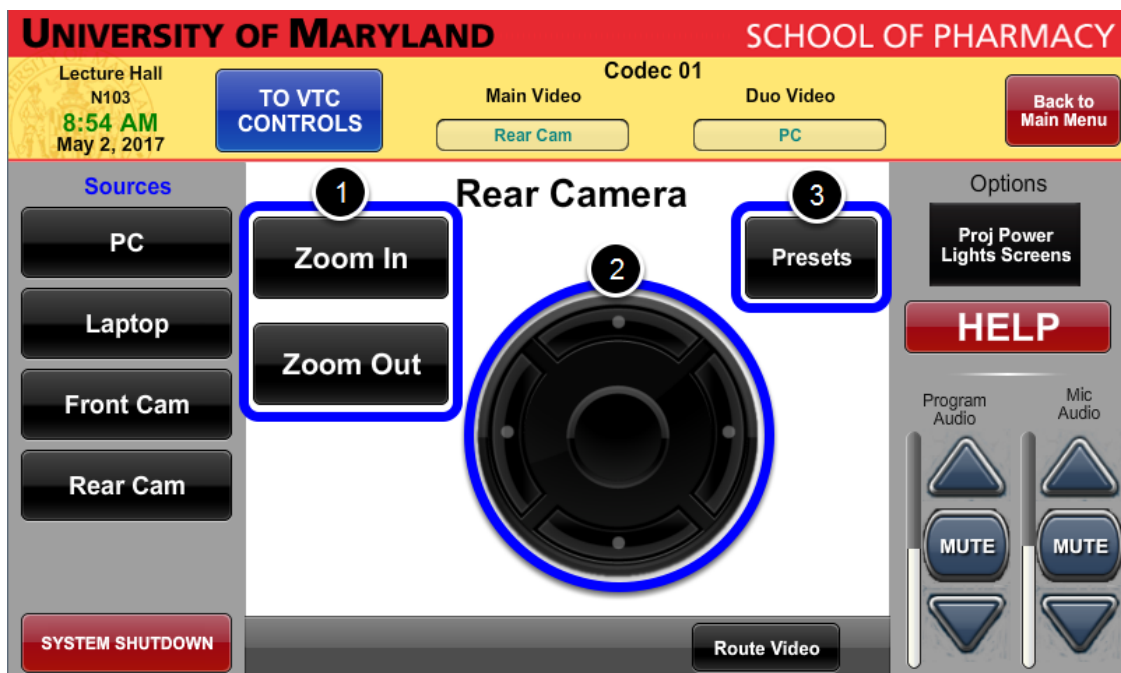 UNIVERSITY OF MARYLAND
SCHOOL OF PHARMACY
Lecture Hall
N103
8:54 AM
May 2, 2017
TO VTC
CONTROLS
Codec 01
Main Video
Duo Video
Rear Cam
PC
Back to
Main Menu
Sources
PC
Laptop
Front Cam
Rear Cam
SYSTEM SHUTDOWN
1
Rear Camera
3
Zoom In
Zoom Out
2
Presets
Route Video
Options
Proj Power
Lights Screens
HELP
Program
Audio
Mic
Audio
MUTE
MUTE